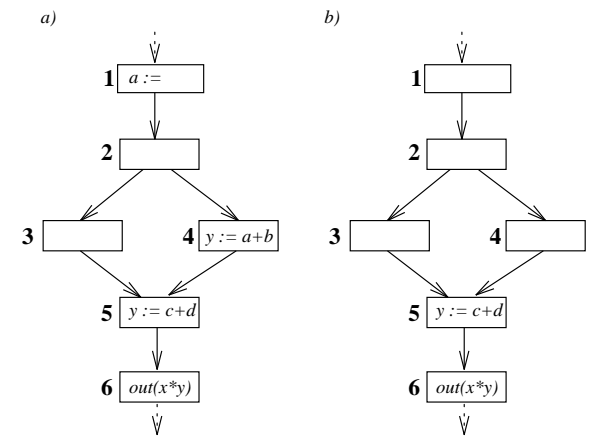 a)
1 a :=
2
3
4 y := a+b
5 y := c+d
6 out(x*y)
b)
1
2
3
4
5 y := c+d
6 out(x*y)